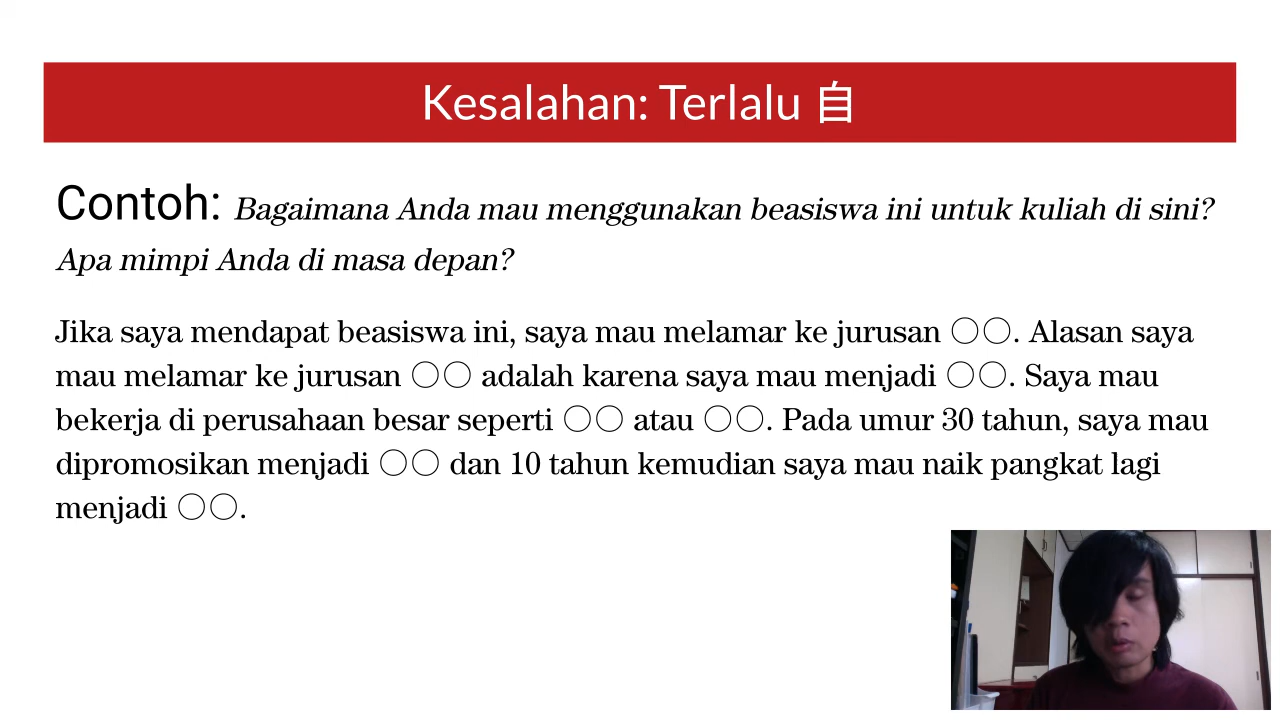 Kesalahan: Terlalu 自
Contoh: Bagaimana Anda mau menggunakan beasiswa ini untuk kuliah di sini?
Apa mimpi Anda di masa depan?
Jika saya mendapat beasiswa ini, saya mau melamar ke jurusan ○○. Alasan saya
mau melamar ke jurusan ○○ adalah karena saya mau menjadi ○○. Saya mau
bekerja di perusahaan besar seperti ○○ atau ○○. Pada umur 30 tahun, saya mau
dipromosikan menjadi ○○ dan 10 tahun kemudian saya mau naik pangkat lagi
menjadi ○○.